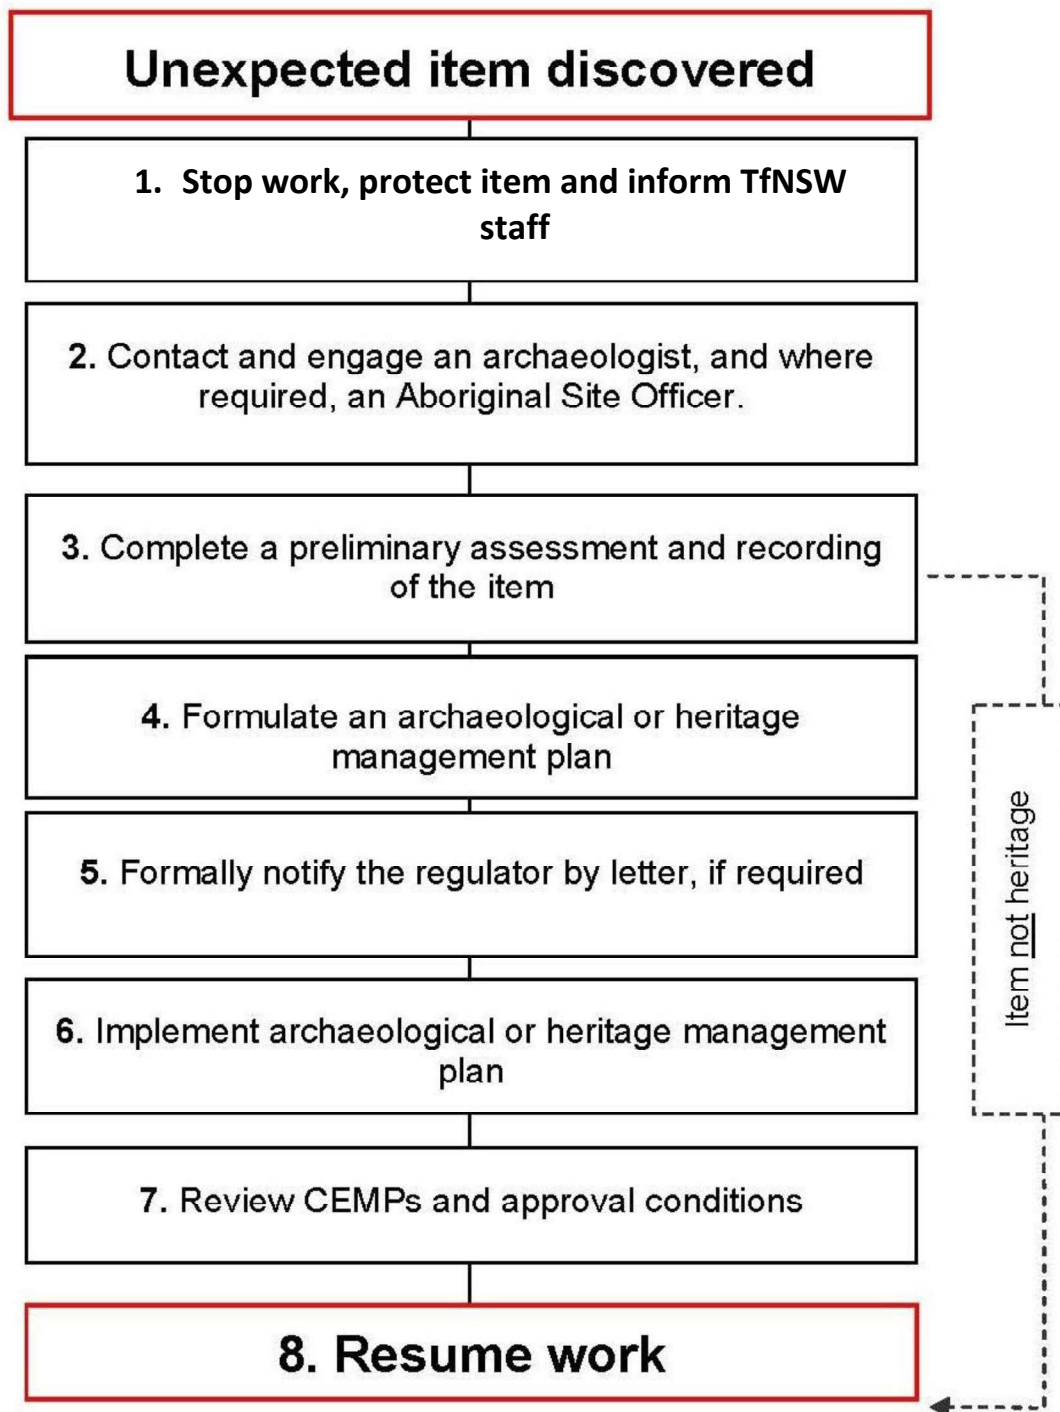 Unexpected item discovered
1. Stop work, protect item and inform TfNSW
staff
2. Contact and engage an archaeologist, and where
required, an Aboriginal Site Officer.
3. Complete a preliminary assessment and recording
of the item
4. Formulate an archaeological or heritage
management plan
5. Formally notify the regulator by letter, if required
6. Implement archaeological or heritage management
plan
7. Review CEMPs and approval conditions
8. Resume work
Item not heritage